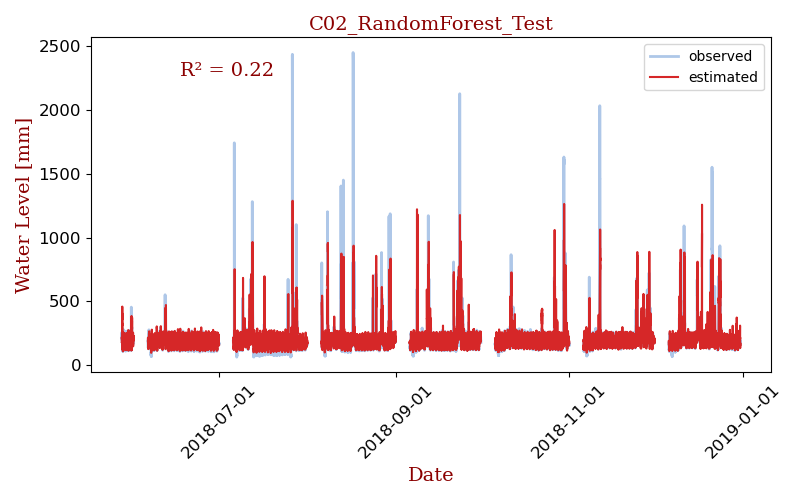 C02_RandomForest_Test
R² = 0.22
observed
estimated
Water Level [mm]
2500
2000
1500
1000
500
0
2018-07-01
2018-09-01
2018-11-01
2019-01-01
Date